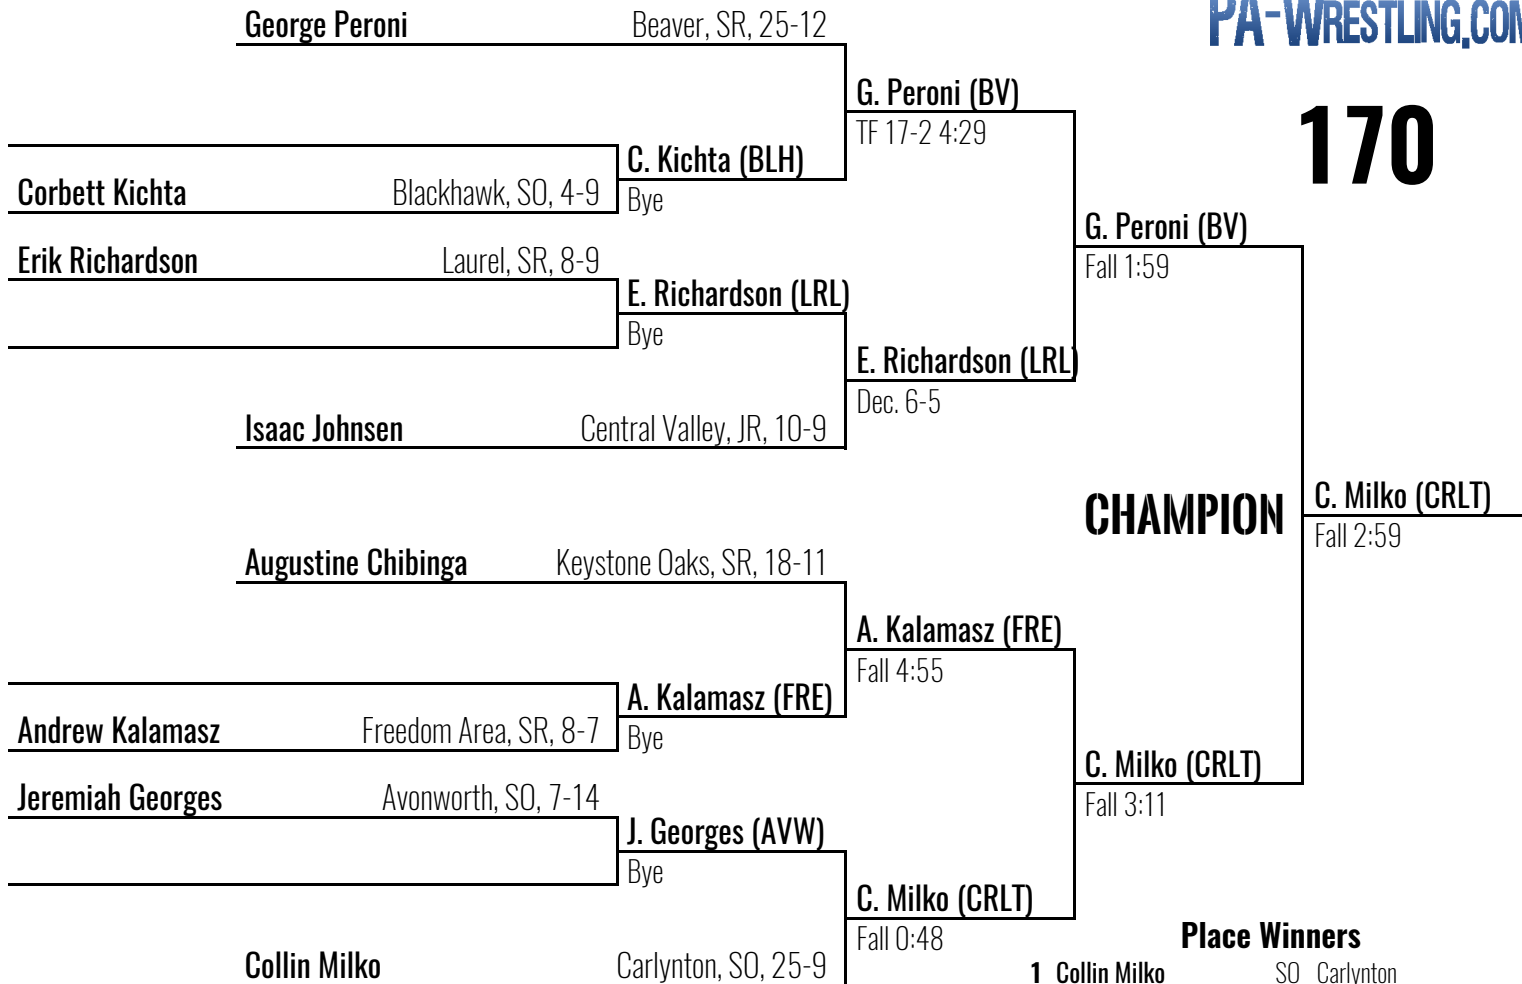 George Peroni Beaver, SR, 25-12
PA-WRESTLING.COM
G. Peroni (BV)
TF 17-2 4:29
170
C. Kichta (BLH)
Corbett Kichta Blackhawk, SO, 4-9
Bye
G. Peroni (BV)
Erik Richardson Laurel, SR, 8-9
Fall 1:59
E. Richardson (LRL)
Bye
E. Richardson (LRL)
Dec. 6-5
Isaac Johnsen Central Valley, JR, 10-9
CHAMPION
C. Milko (CRLT)
Fall 2:59
Augustine Chibinga Keystone Oaks, SR, 18-11
A. Kalamasz (FRE)
Fall 4:55
A. Kalamasz (FRE)
Andrew Kalamasz Freedom Area, SR, 8-7
Bye
C. Milko (CRLT)
Jeremiah Georges Avonworth, SO, 7-14
Fall 3:11
J. Georges (AVW)
Bye
C. Milko (CRLT)
Fall 0:48
Place Winners
Collin Milko Carlynton, SO, 25-9
1 Collin Milko SO Carlynton